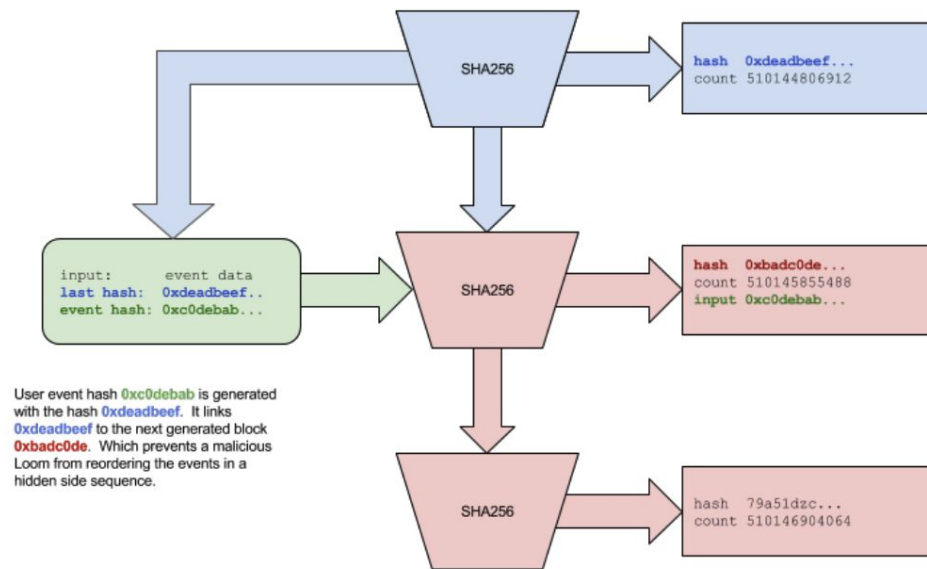 SHA256
hash 0xdeadbeef...
count 510144806912
input: event data
last hash: 0xdeadbeef..
event hash: 0xc0debab...
SHA256
hash 0xbadc0de...
count 510145855488
input 0xc0debab...
User event hash 0xc0debab is generated
with the hash 0xdeadbeef. It links
0xdeadbeef to the next generated block
0xbadc0de. Which prevents a malicious
Loom from reordering the events in a
hidden side sequence.
SHA256
hash 79a51dzc...
count 510146904064